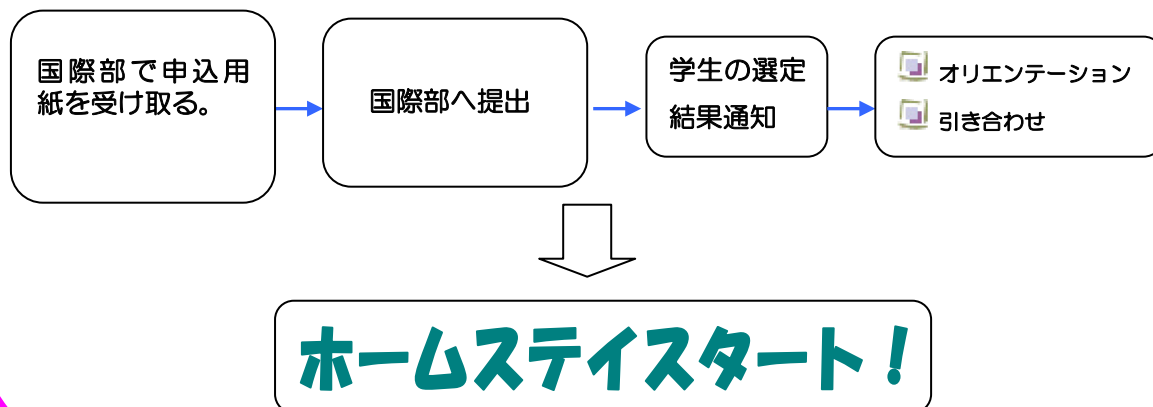 国際部で申込用
紙を受け取る。
国際部へ提出
学生の選定
結果通知
オリエンテーション
引き合わせ
ホームステイスタート！